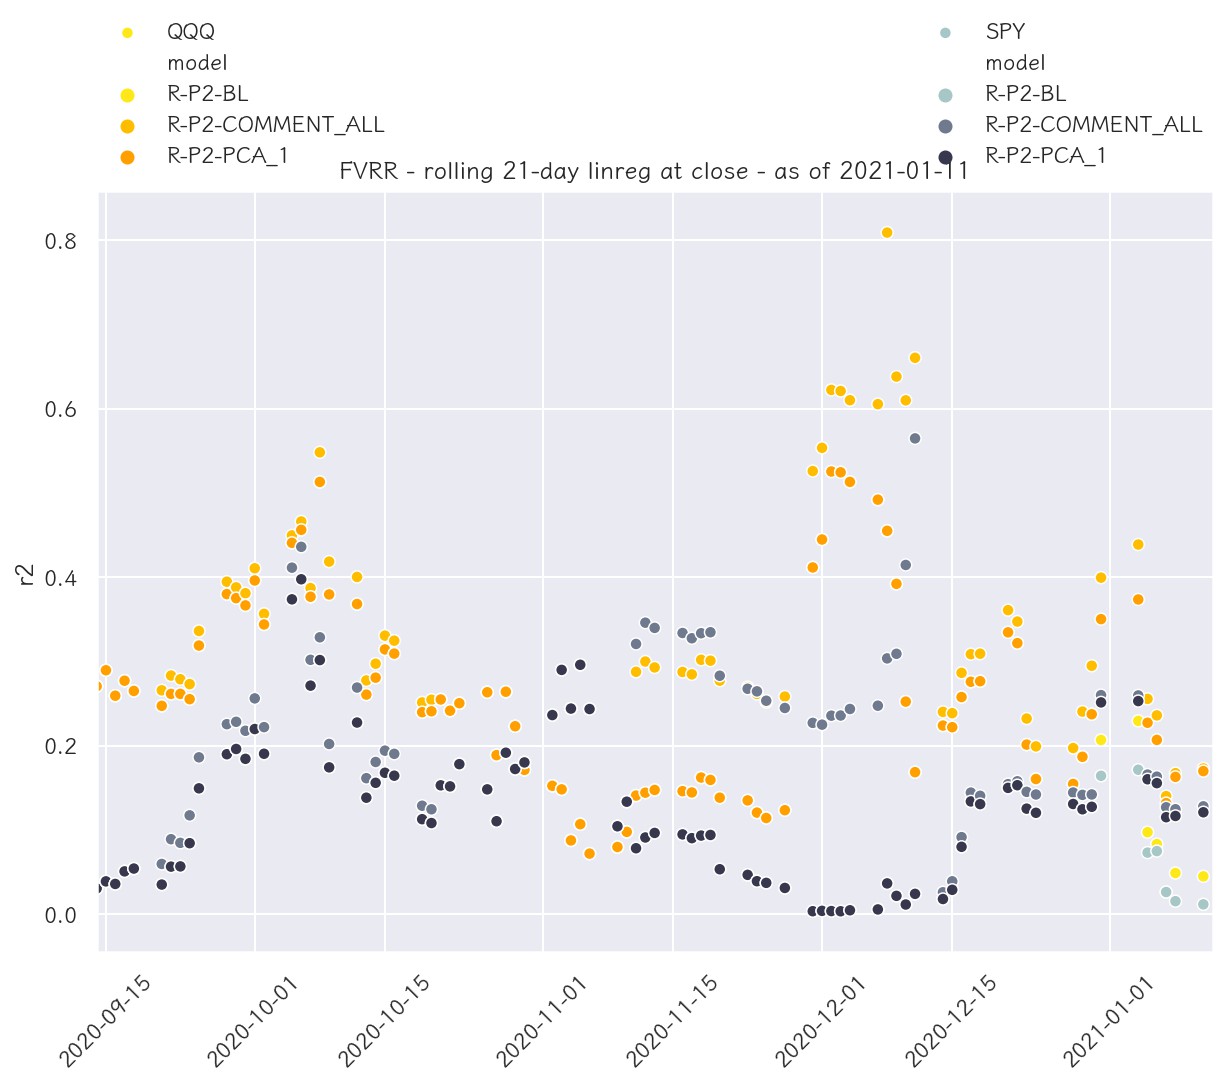 QQQ
model
R-P2-BL
R-P2-COMMENT_ALL
R-P2-PCA_1
SPY
model
R-P2-BL
R-P2-COMMENT_ALL
R-P2-PCA_1
FVRR - rolling 21-day linreg at close - as of 2021-01-11
0.8
0.6
0.4
0.2
0.0
r2
2020-09-15
2020-10-01
2020-10-15
2020-11-01
2020-11-15
2020-12-01
2020-12-15
2021-01-01